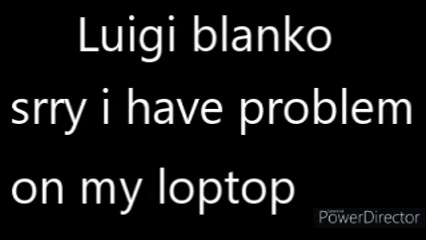 Luigi blanko
srry i have problem
on my loptop
PowerDirector